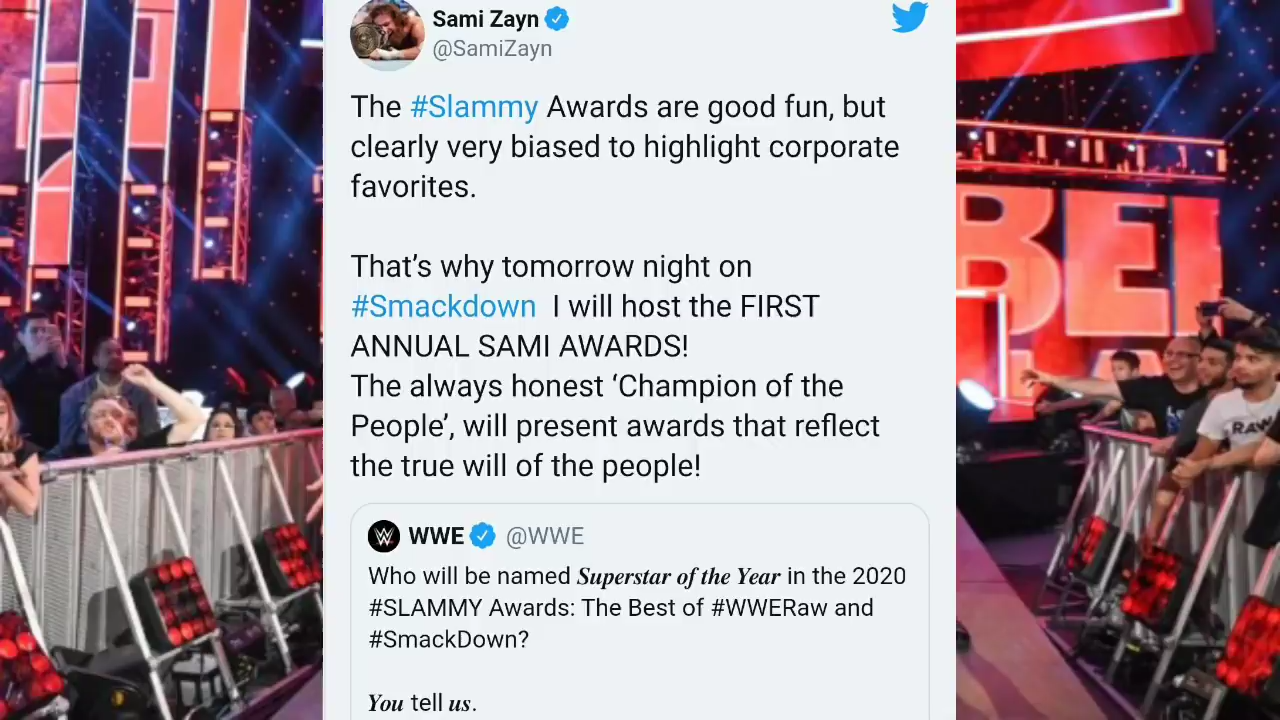 Sami Zayn
@SamiZayn
The #Slammy Awards are good fun, but
clearly very biased to highlight corporate
favorites.
That’s why tomorrow night on
#Smackdown I will host the FIRST
ANNUAL SAMI AWARDS!
The always honest ‘Champion of the
People’, will present awards that reflect
the true will of the people!
WWE @WWE
Who will be named Superstar of the Year in the 2020
#SLAMMY Awards: The Best of #WWERaw and
#SmackDown?
You tell us.
RAW